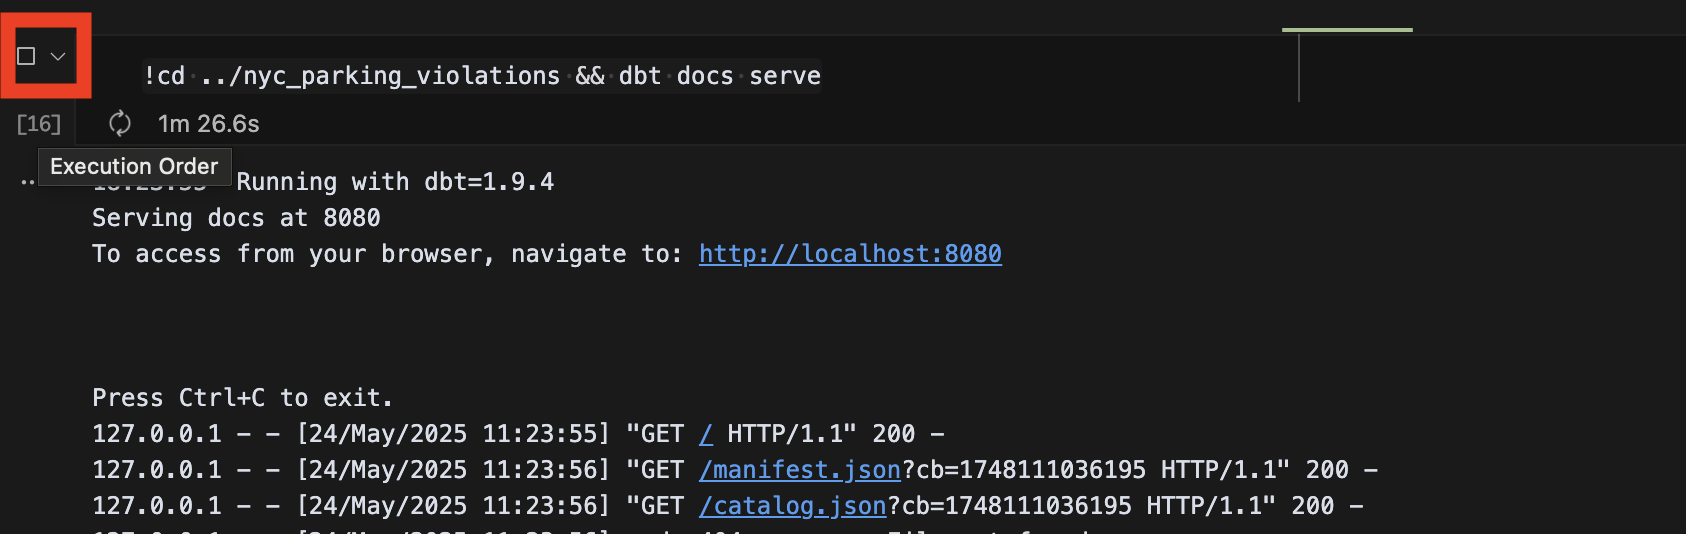 !cd ../nyc_parking_violations && dbt docs serve
[16] 1m 26.6s
Execution Order
Running with dbt=1.9.4
Serving docs at 8080
To access from your browser, navigate to: http://localhost:8080
Press Ctrl+C to exit.
127.0.0.1 - - [24/May/2025 11:23:55] "GET / HTTP/1.1" 200 -
127.0.0.1 - - [24/May/2025 11:23:56] "GET /manifest.json?cb=1748111036195 HTTP/1.1" 200 -
127.0.0.1 - - [24/May/2025 11:23:56] "GET /catalog.json?cb=1748111036195 HTTP/1.1" 200 -